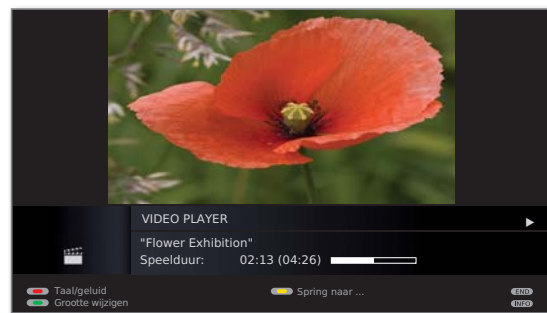 VIDEO PLAYER
"Flower Exhibition"
Speelduur: 02:13 (04:26)
Taal/geluid
Spring naar ...
END
Grootte wijzigen
INFO